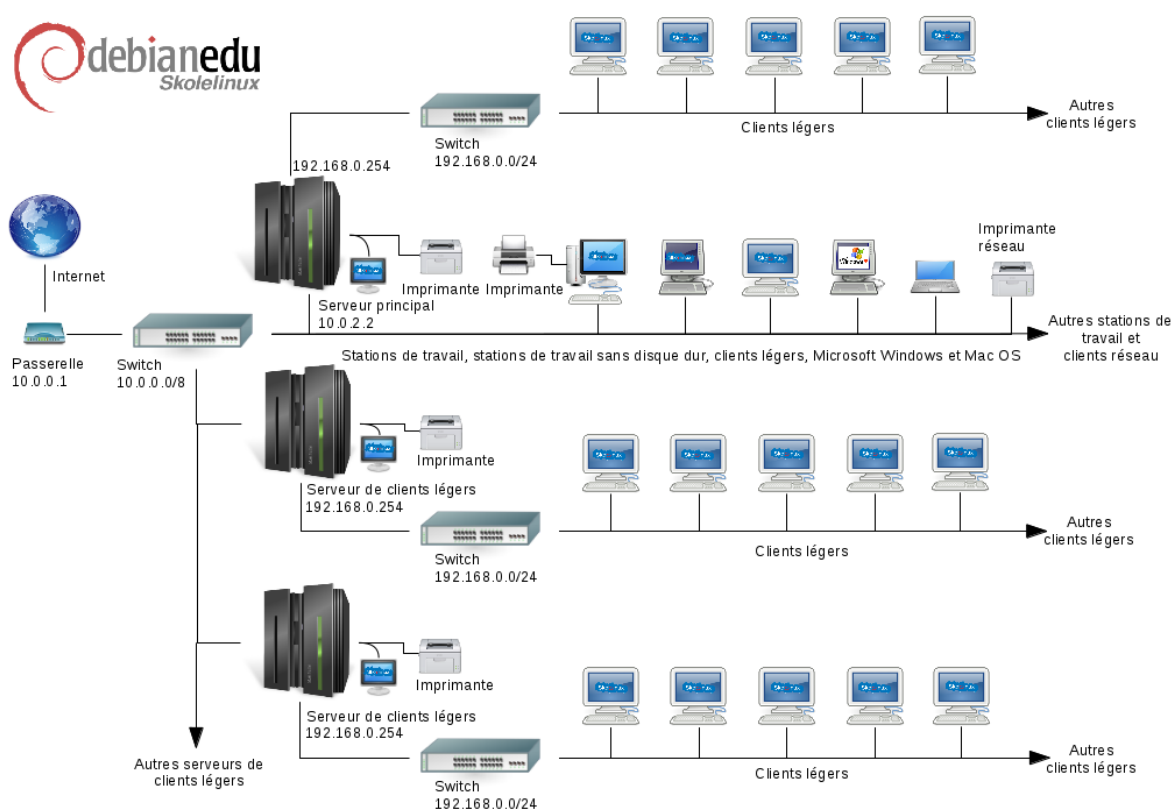 debianedu
Skolelinux
Autres
clients légers
Clients légers
Switch
192.168.0.0/24
192.168.0.254
Internet
Imprimante
Imprimante
Imprimante
réseau
Serveur principal
10.0.2.2
Passerelle
10.0.0.1
Switch
10.0.0.0/8
Stations de travail, stations de travail sans disque dur, clients légers, Microsoft Windows et Mac OS
Autres stations de
travail et
clients réseau
Imprimante
Serveur de clients légers
192.168.0.254
Switch
192.168.0.0/24
Clients légers
Autres
clients légers
Imprimante
Serveur de clients légers
192.168.0.254
Switch
192.168.0.0/24
Clients légers
Autres
clients légers
Autres serveurs de
clients légers